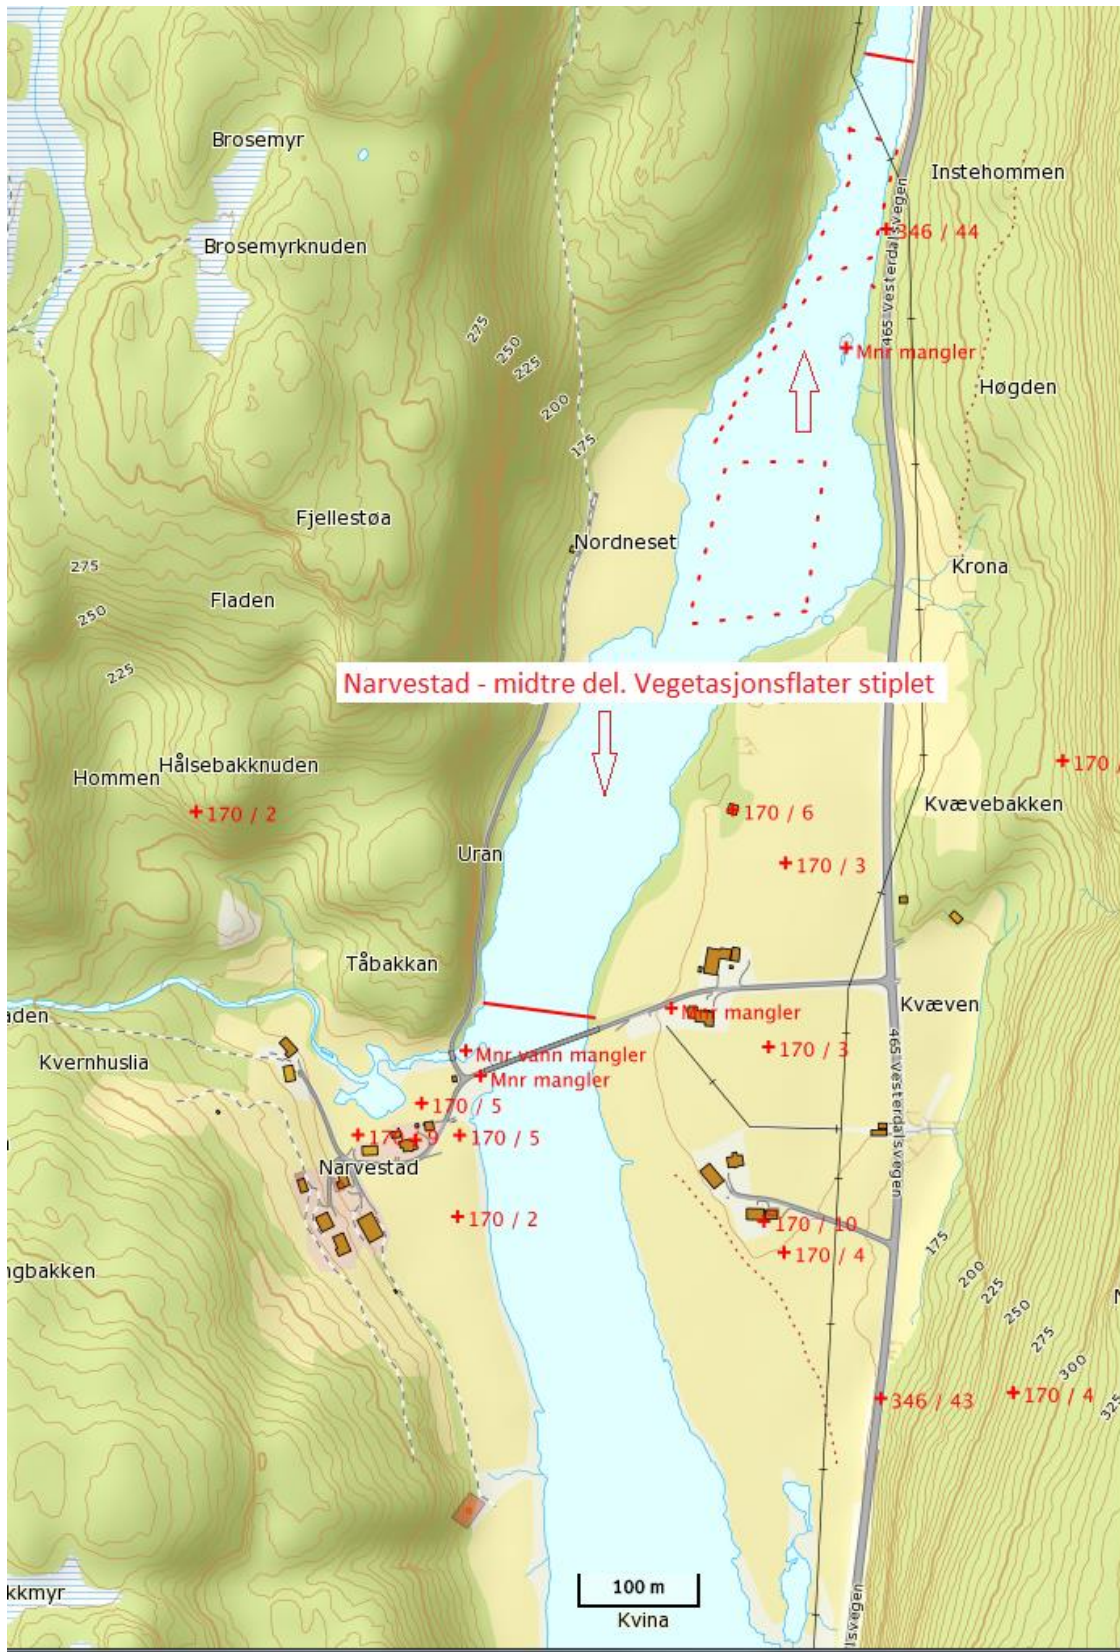 Brosemyr
Instehommen
465 Vesterdalsvegen
346 / 44
Brosemyrknuden
275
250
225
200
175
Mnr mangler
Høgden
Fjellestøa
Nordneset
275
250
225
Fladen
Krona
Narvestad - midtre del. Vegetasjonsflater stiplet
Hålsebakknuden
Hommen
170 / 2
170 /
170 / 6
Kvævebakken
Uran
170 / 3
Tåbakkan
Kvæven
aden
Mnr mangler
Kvernhuslia
Mnr vann mangler
170 / 3
465 Vesterdalsvegen
Mnr mangler
170 / 5
170 / 5
Narvestad
170 / 2
170 / 10
170 / 4
ngbakken
175
200
225
250
275
300
325
346 / 43
170 / 4
kkmyr
100 m
Kvina
lsvegen